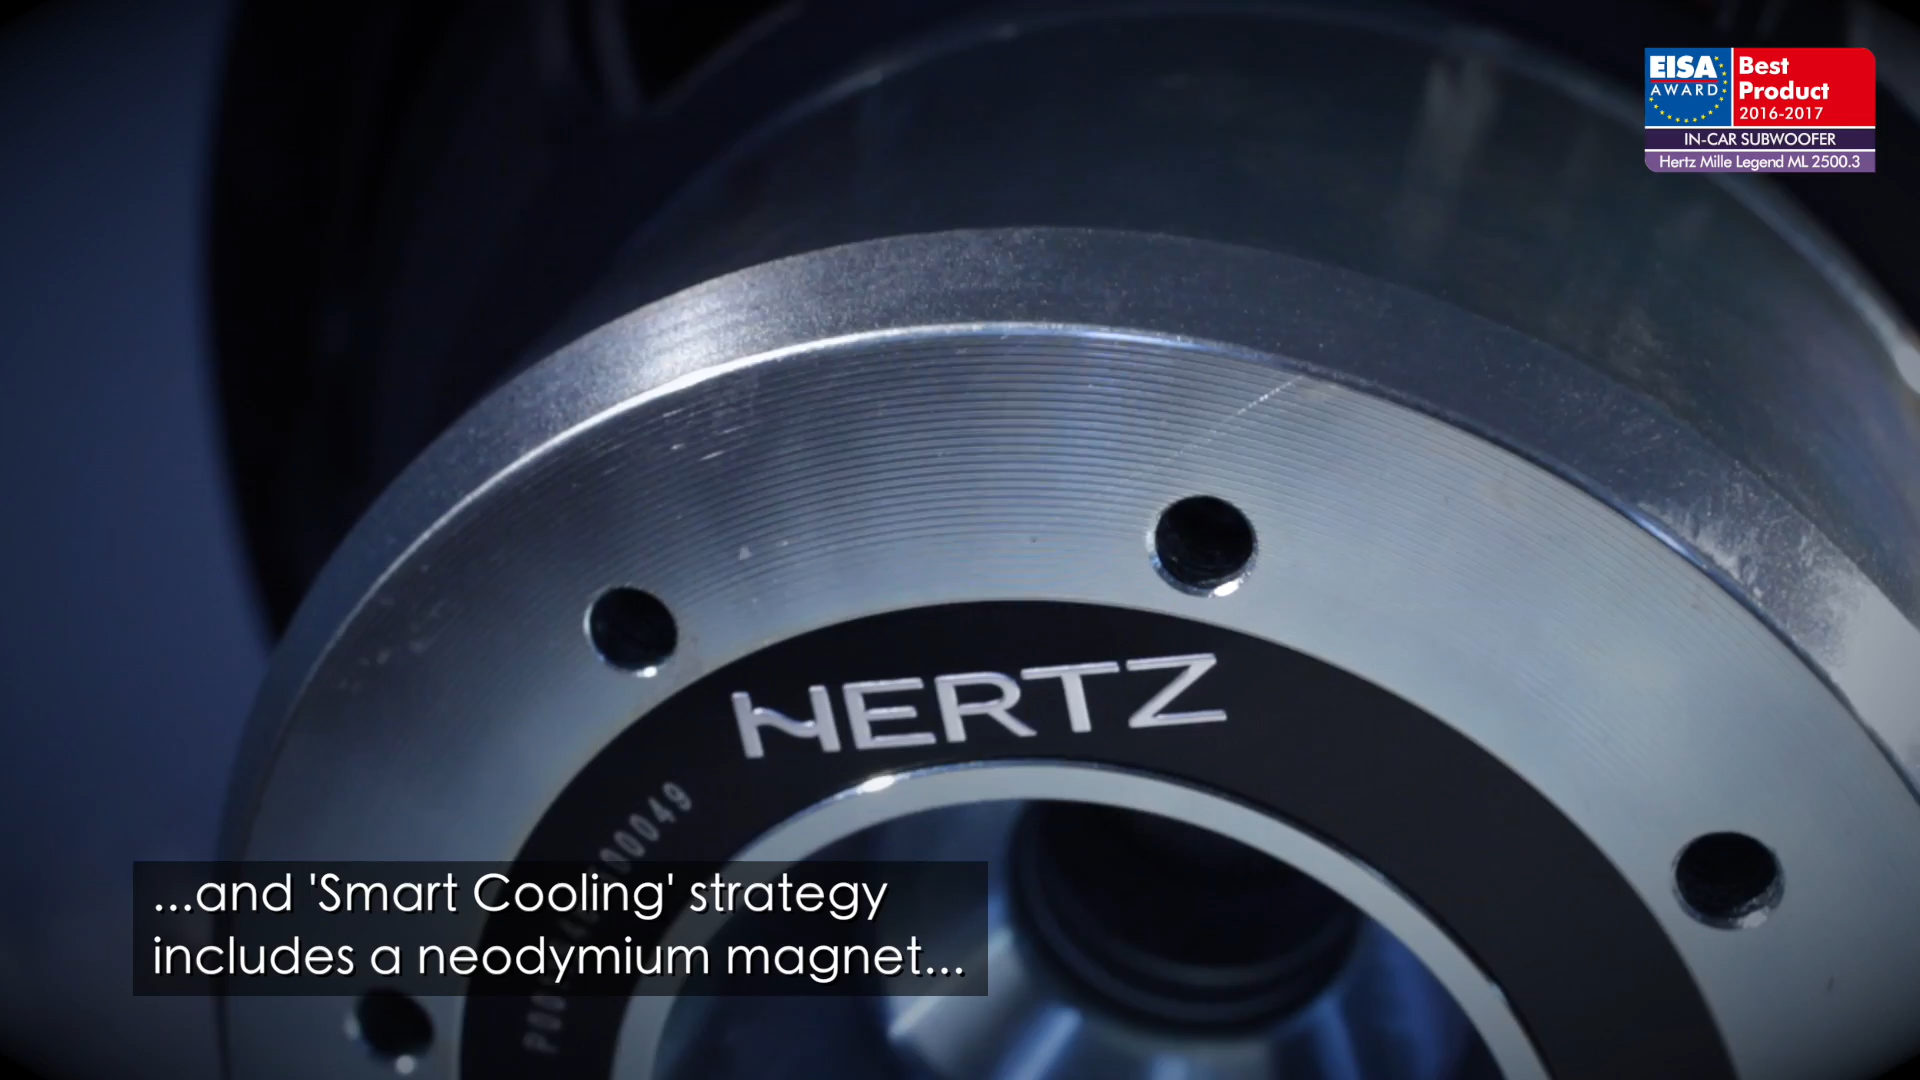 EISA
AWARD
Best
Product
2016-2017
IN-CAR SUBWOOFER
Hertz Mille Legend ML 2500.3
HERTZ
...and 'Smart Cooling' strategy
includes a neodymium magnet...